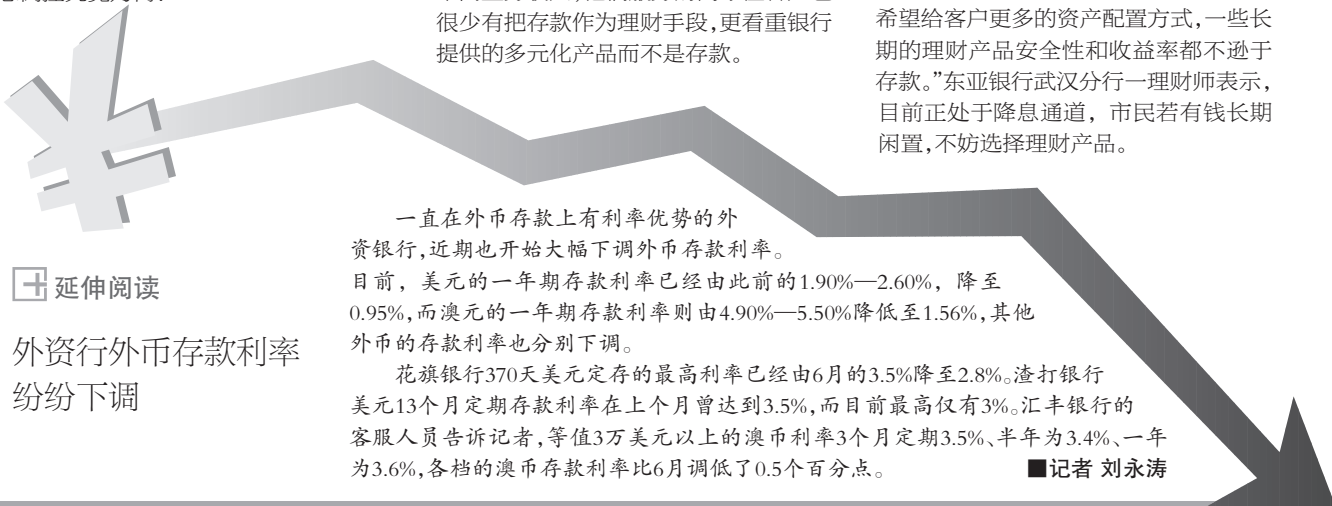 很少有把存款作为理财手段,更看重银行
提供的多元化产品而不是存款。
希望给客户更多的资产配置方式,一些长
期的理财产品安全性和收益率都不逊于
存款。”东亚银行武汉分行一理财师表示,
目前正处于降息通道，市民若有钱长期
闲置,不妨选择理财产品。
延伸阅读
外资行外币存款利率
纷纷下调
一直在外币存款上有利率优势的外
资银行,近期也开始大幅下调外币存款利率。
目前，美元的一年期存款利率已经由此前的1.90%—2.60%，降至
0.95%,而澳元的一年期存款利率则由4.90%—5.50%降低至1.56%,其他
外币的存款利率也分别下调。
花旗银行370天美元定存的最高利率已经由6月的3.5%降至2.8%。渣打银行
美元13个月定期存款利率在上个月曾达到3.5%,而目前最高仅有3%。汇丰银行的
客服人员告诉记者,等值3万美元以上的澳币利率3个月定期3.5%、半年为3.4%、一年
为3.6%,各档的澳币存款利率比6月调低了0.5个百分点。 ■记者 刘永涛